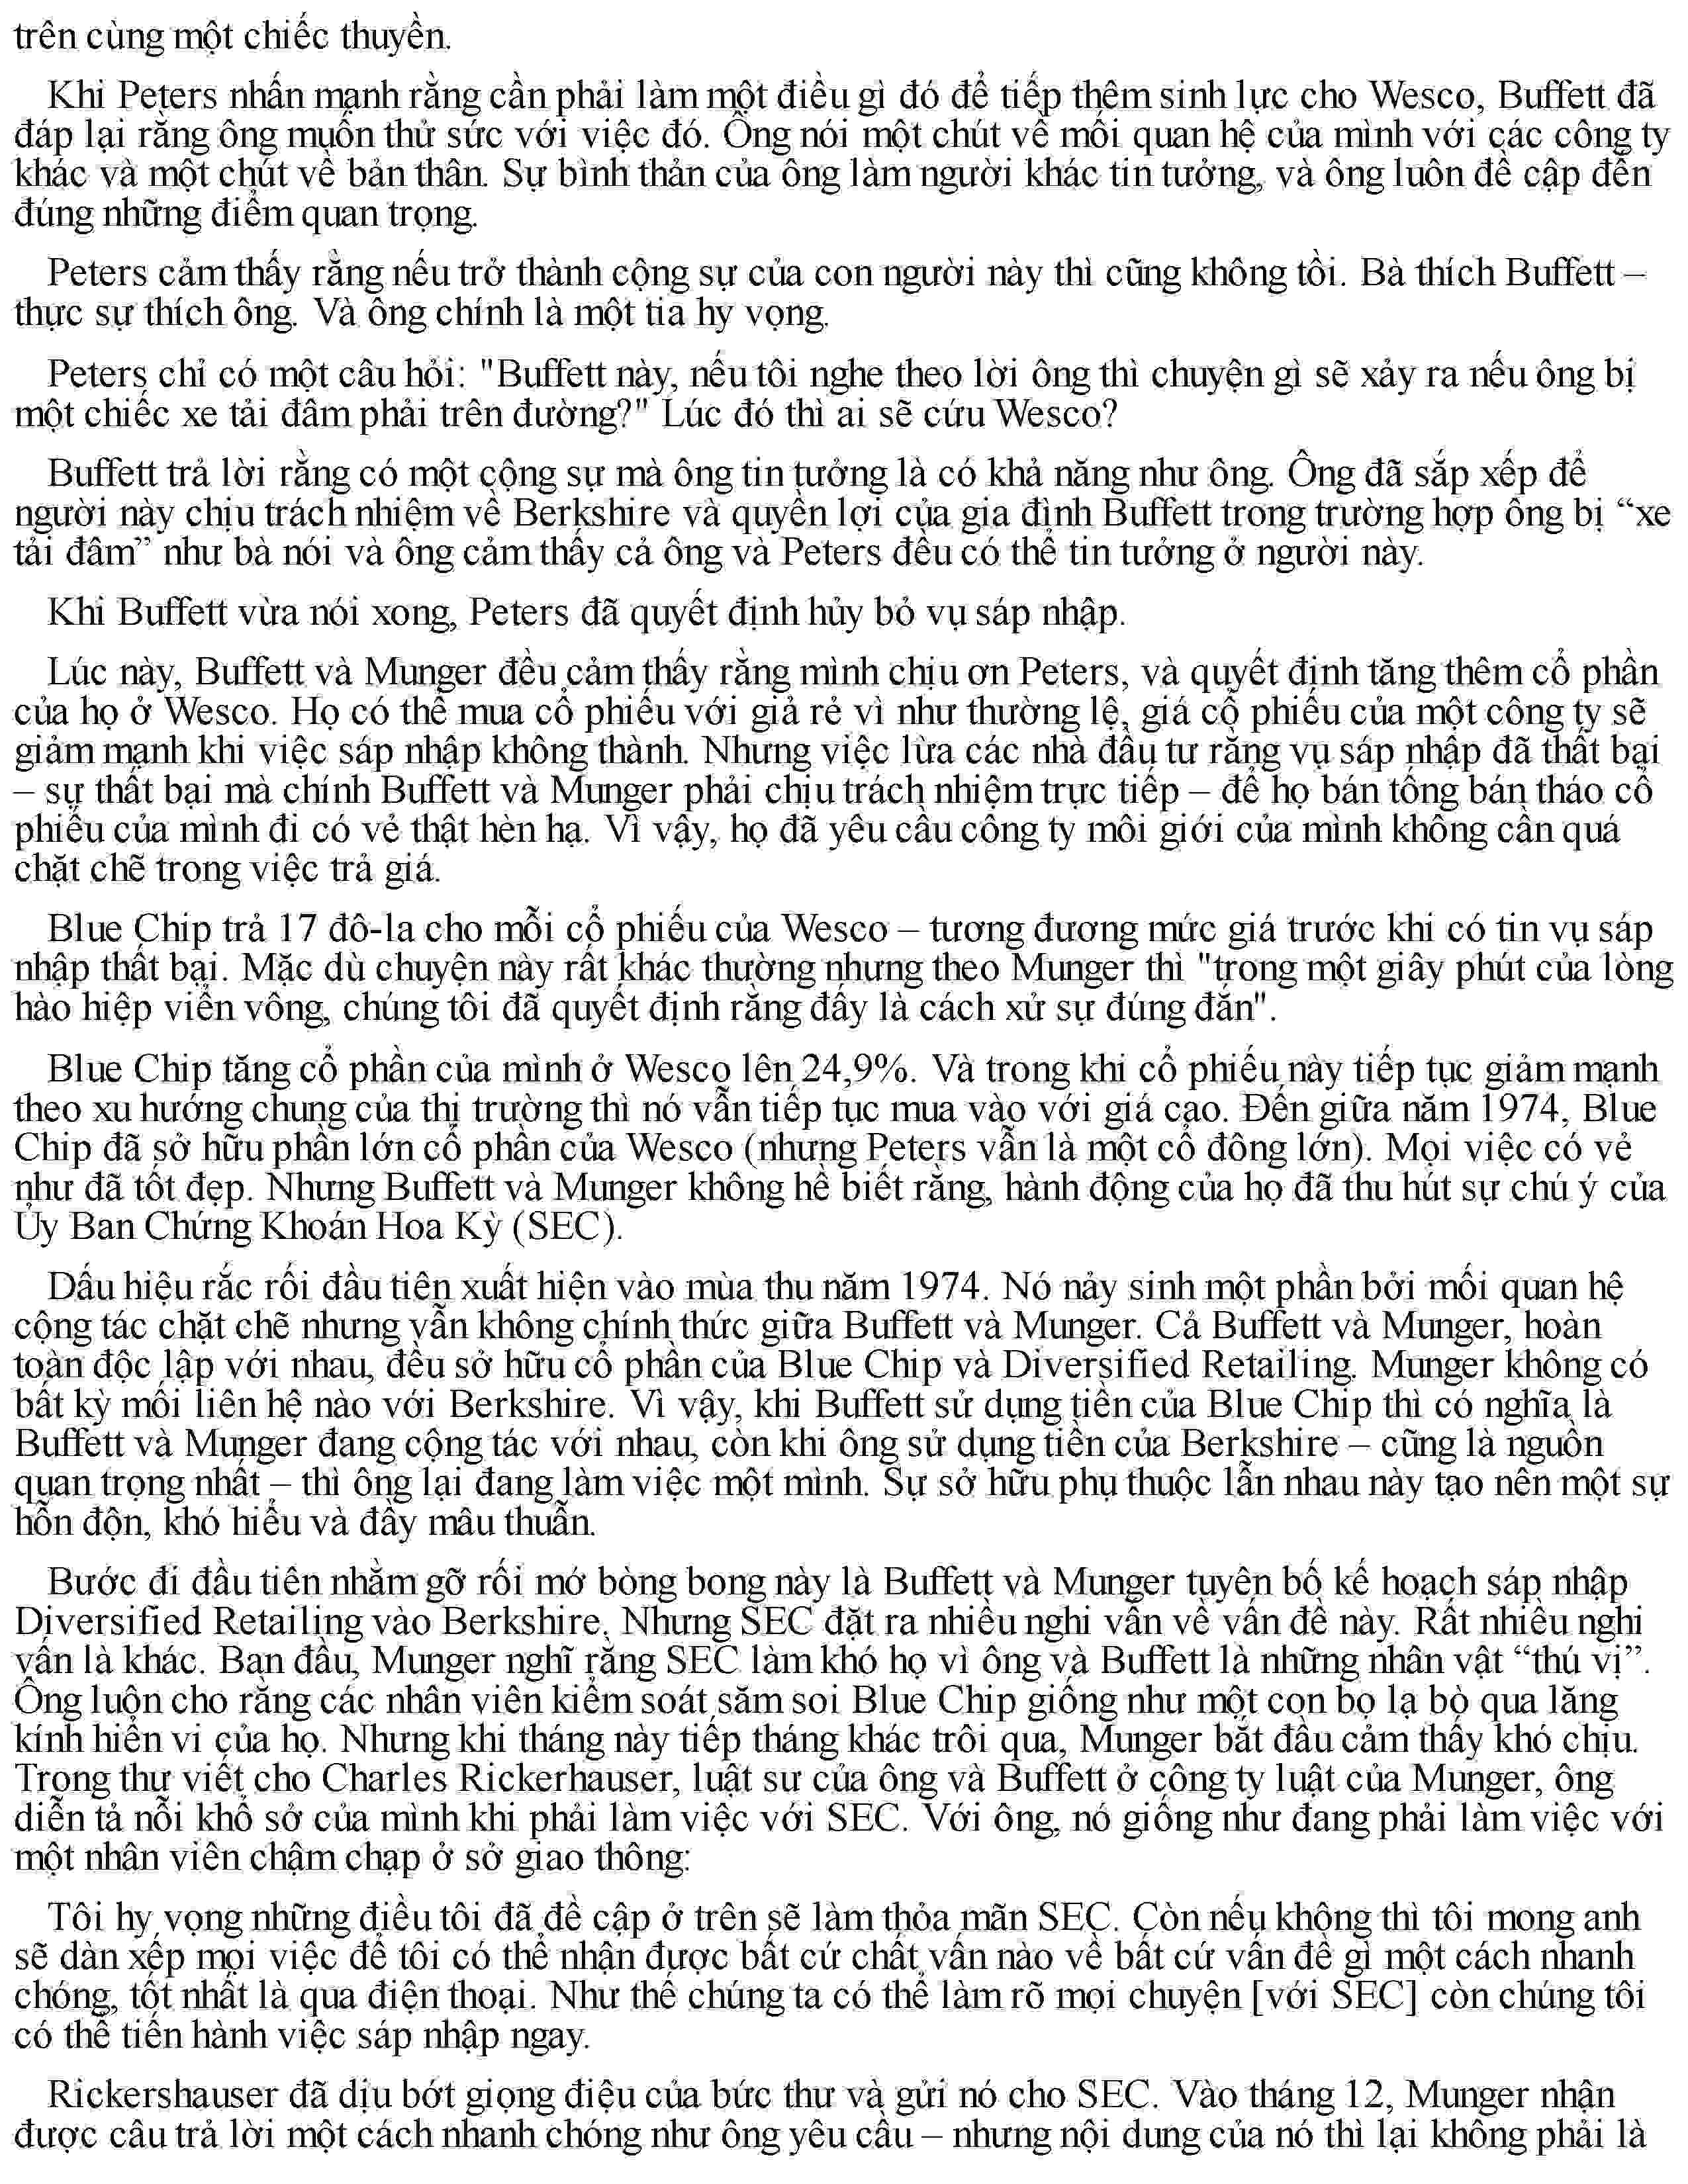 trên cùng một chiếc thuyền.
Khi Peters nhấn mạnh rằng cần phải làm một điều gì đó để tiếp thêm sinh lực cho Wesco, Buffett đã
đáp lại rằng ông muốn thử sức với việc đó. Ông nói một chút về mối quan hệ của mình với các công ty
khác và một chút về bản thân. Sự bình thản của ông làm người khác tin tưởng, và ông luôn đề cập đến
đúng những điểm quan trọng.
Peters cảm thấy rằng nếu trở thành cộng sự của con người này thì cũng không tồi. Bà thích Buffett –
thực sự thích ông. Và ông chính là một tia hy vọng.
Peters chỉ có một câu hỏi: "Buffett này, nếu tôi nghe theo lời ông thì chuyện gì sẽ xảy ra nếu ông bị
một chiếc xe tải đâm phải trên đường?" Lúc đó thì ai sẽ cứu Wesco?
Buffett trả lời rằng có một cộng sự mà ông tin tưởng là có khả năng như ông. Ông đã sắp xếp để
người này chịu trách nhiệm về Berkshire và quyền lợi của gia đình Buffett trong trường hợp ông bị “xe
tải đâm” như bà nói và ông cảm thấy cả ông và Peters đều có thể tin tưởng ở người này.
Khi Buffett vừa nói xong, Peters đã quyết định hủy bỏ vụ sáp nhập.
Lúc này, Buffett và Munger đều cảm thấy rằng mình chịu ơn Peters, và quyết định tăng thêm cổ phần
của họ ở Wesco. Họ có thể mua cổ phiếu với giả rẻ vì như thường lệ, giá cổ phiếu của một công ty sẽ
giảm mạnh khi việc sáp nhập không thành. Nhưng việc lừa các nhà đầu tư rằng vụ sáp nhập đã thất bại
– sự thất bại mà chính Buffett và Munger phải chịu trách nhiệm trực tiếp – để họ bán tống bán tháo cổ
phiếu của mình đi có vẻ thật hèn hạ. Vì vậy, họ đã yêu cầu công ty môi giới của mình không cần quá
chặt chẽ trong việc trả giá.
Blue Chip trả 17 đô-la cho mỗi cổ phiếu của Wesco – tương đương mức giá trước khi có tin vụ sáp
nhập thất bại. Mặc dù chuyện này rất khác thường nhưng theo Munger thì "trong một giây phút của lòng
hào hiệp viển vông, chúng tôi đã quyết định rằng đấy là cách xử sự đúng đắn".
Blue Chip tăng cổ phần của mình ở Wesco lên 24,9%. Và trong khi cổ phiếu này tiếp tục giảm mạnh
theo xu hướng chung của thị trường thì nó vẫn tiếp tục mua vào với giá cao. Đến giữa năm 1974, Blue
Chip đã sở hữu phần lớn cổ phần của Wesco (nhưng Peters vẫn là một cổ đông lớn). Mọi việc có vẻ
như đã tốt đẹp. Nhưng Buffett và Munger không hề biết rằng, hành động của họ đã thu hút sự chú ý của
Ủy Ban Chứng Khoán Hoa Kỳ (SEC).
Dấu hiệu rắc rối đầu tiên xuất hiện vào mùa thu năm 1974. Nó nảy sinh một phần bởi mối quan hệ
cộng tác chặt chẽ nhưng vẫn không chính thức giữa Buffett và Munger. Cả Buffett và Munger, hoàn
toàn độc lập với nhau, đều sở hữu cổ phần của Blue Chip và Diversified Retailing. Munger không có
bất kỳ mối liên hệ nào với Berkshire. Vì vậy, khi Buffett sử dụng tiền của Blue Chip thì có nghĩa là
Buffett và Munger đang cộng tác với nhau, còn khi ông sử dụng tiền của Berkshire – cũng là nguồn
quan trọng nhất – thì ông lại đang làm việc một mình. Sự sở hữu phụ thuộc lẫn nhau này tạo nên một sự
hỗn độn, khó hiểu và đầy mâu thuẫn.
Bước đi đầu tiên nhằm gỡ rối mớ bòng bong này là Buffett và Munger tuyên bố kế hoạch sáp nhập
Diversified Retailing vào Berkshire. Nhưng SEC đặt ra nhiều nghi vấn về vấn đề này. Rất nhiều nghi
vấn là khác. Ban đầu, Munger nghĩ rằng SEC làm khó họ vì ông và Buffett là những nhân vật “thú vị”.
Ông luôn cho rằng các nhân viên kiểm soát săm soi Blue Chip giống như một con bọ lạ bò qua lăng
kính hiển vi của họ. Nhưng khi tháng này tiếp tháng khác trôi qua, Munger bắt đầu cảm thấy khó chịu.
Trong thư viết cho Charles Rickerhauser, luật sư của ông và Buffett ở công ty luật của Munger, ông
diễn tả nỗi khổ sở của mình khi phải làm việc với SEC. Với ông, nó giống như đang phải làm việc với
một nhân viên chậm chạp ở sở giao thông:
Tôi hy vọng những điều tôi đã đề cập ở trên sẽ làm thỏa mãn SEC. Còn nếu không thì tôi mong anh
sẽ dàn xếp mọi việc để tôi có thể nhận được bất cứ chất vấn nào về bất cứ vấn đề gì một cách nhanh
chóng, tốt nhất là qua điện thoại. Như thế chúng ta có thể làm rõ mọi chuyện [với SEC] còn chúng tôi
có thể tiến hành việc sáp nhập ngay.
Rickershauser đã dịu bớt giọng điệu của bức thư và gửi nó cho SEC. Vào tháng 12, Munger nhận
được câu trả lời một cách nhanh chóng như ông yêu cầu – nhưng nội dung của nó thì lại không phải là